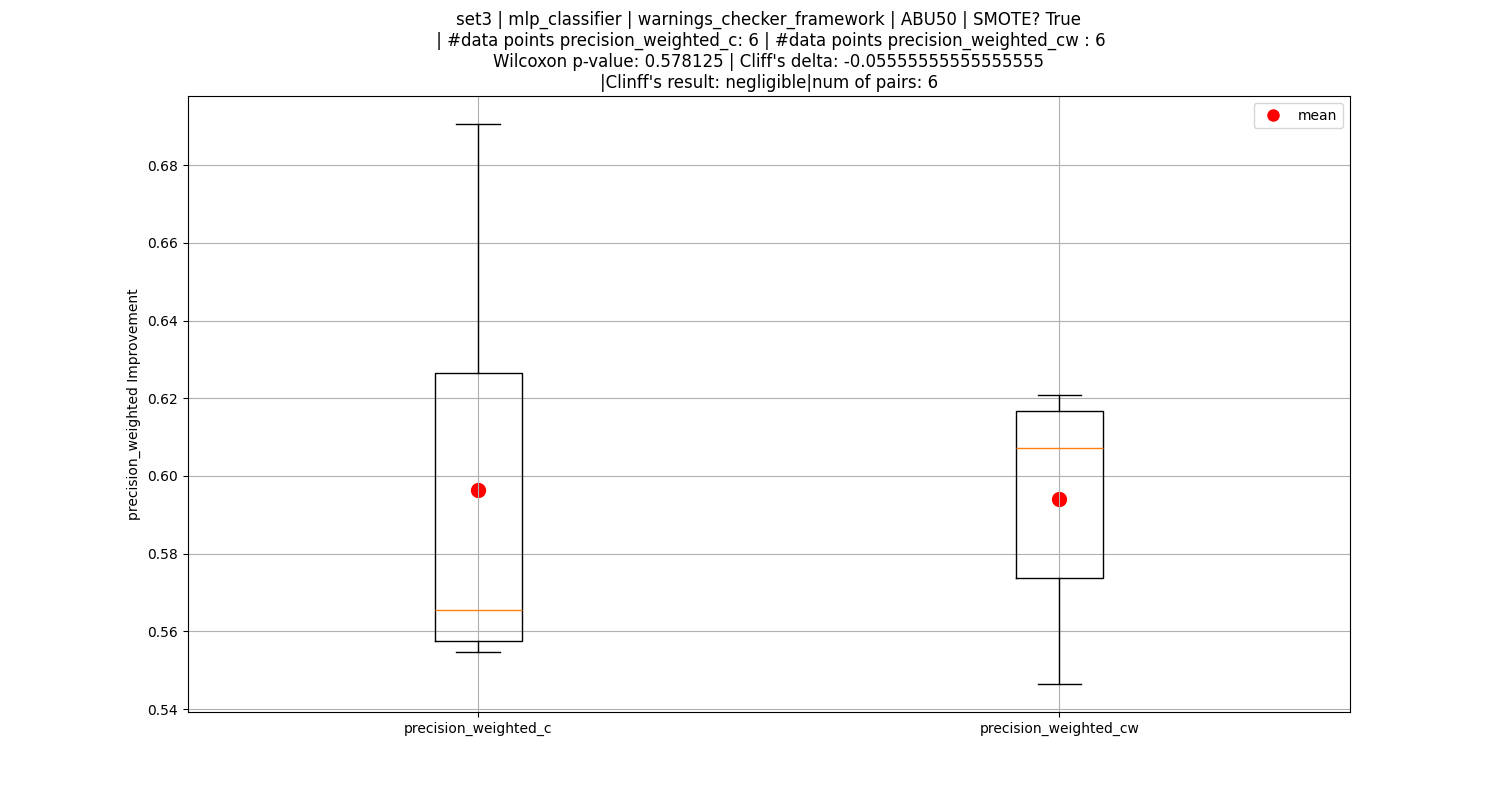 set3 | mlp_classifier | warnings_checker_framework | ABU50 | SMOTE? True
| #data points precision_weighted_c: 6 | #data points precision_weighted_cw : 6
Wilcoxon p-value: 0.578125 | Cliff's delta: -0.05555555555555555
|Clinff's result: negligible|num of pairs: 6
mean
precision_weighted Improvement
0.68
0.66
0.64
0.62
0.60
0.58
0.56
0.54
precision_weighted_c
precision_weighted_cw